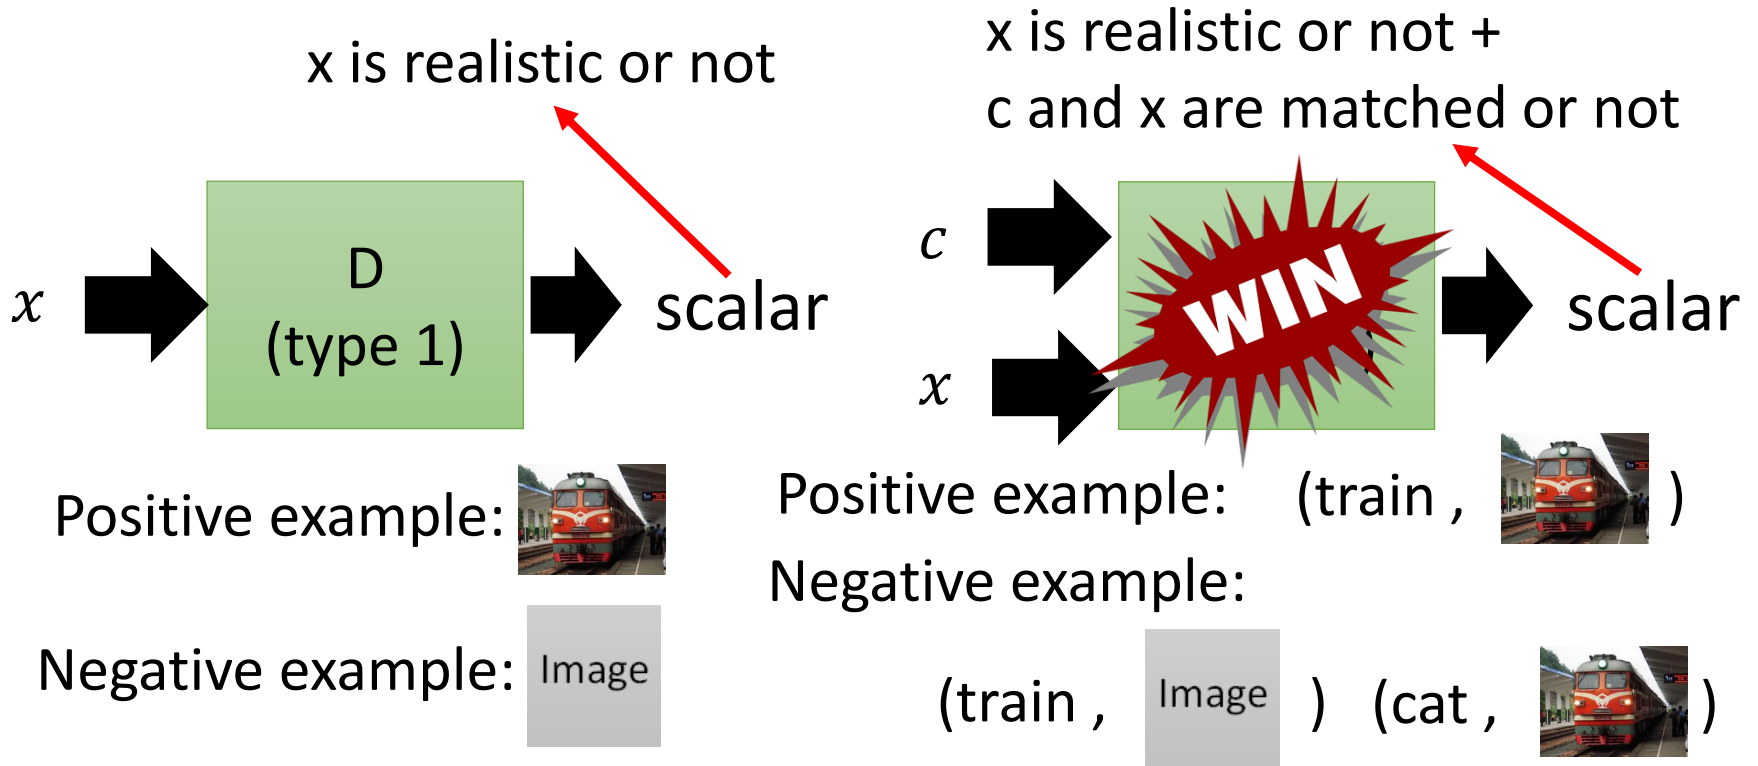 x is realistic or not
x
D
(type 1)
scalar
Positive example:
Negative example:
Image
x is realistic or not +
c and x are matched or not
c
x
WIN
scalar
Positive example: (train , )
Negative example:
(train , Image ) (cat , )